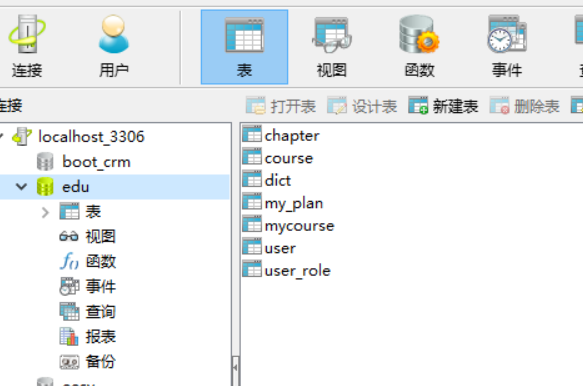 连接 用户 表 视图 函数 事件
连接 打开表 设计表 新建表 删除表
localhost_3306
boot_crm
edu
表
视图
函数
事件
查询
报表
备份
chapter
course
dict
my_plan
mycourse
user
user_role